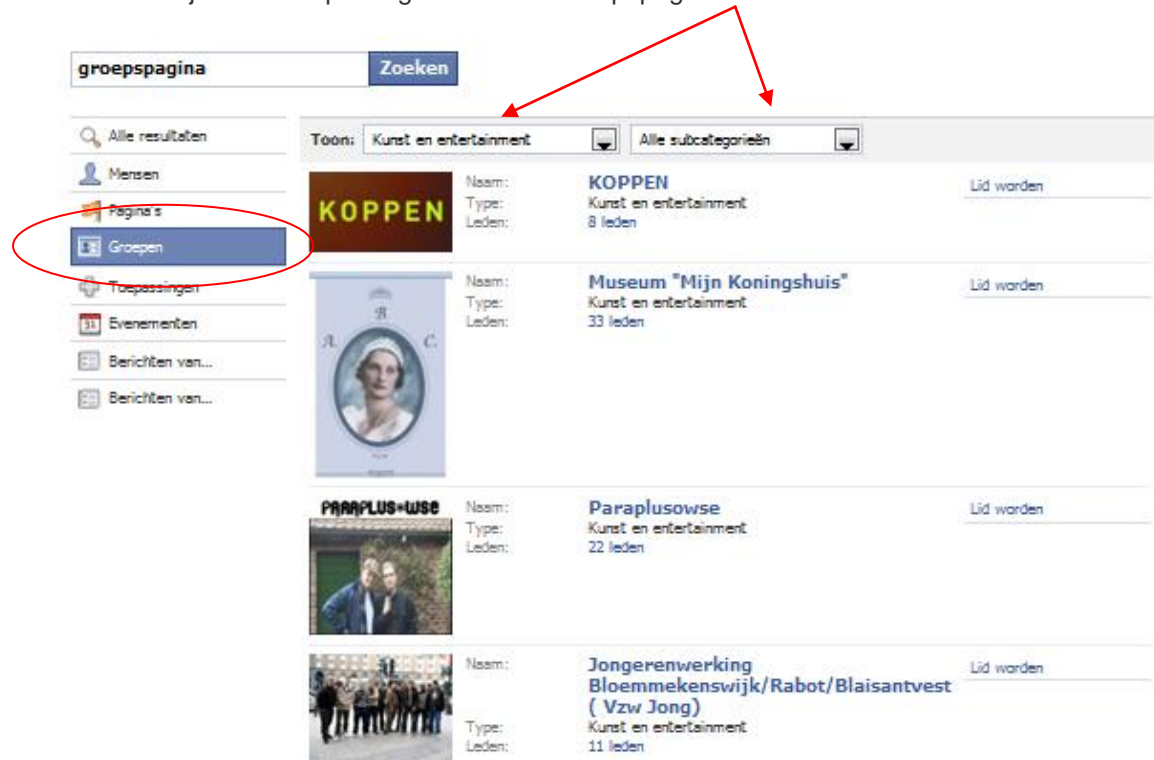 groepspagina Zoeken
Alle resultaten
Mensen
Pagina's
Groepen
Toepassingen
Evenementen
Berichten van...
Berichten van...
Toon: Kunst en entertainment Alle subcategorieën
KOPPEN
Naam: KOPPEN Lid worden
Type: Kunst en entertainment
Leden: 8 leden
B
A. C.
Naam: Museum "Mijn Koningshuis" Lid worden
Type: Kunst en entertainment
Leden: 33 leden
PARAPLUS*WSE
Naam: Paraplusowse Lid worden
Type: Kunst en entertainment
Leden: 22 leden
Naam: Jongerenwerking Lid worden
Bloemmekenswijk/Rabot/Blaisantvest
( Vzw Jong)
Type: Kunst en entertainment
Leden: 11 leden